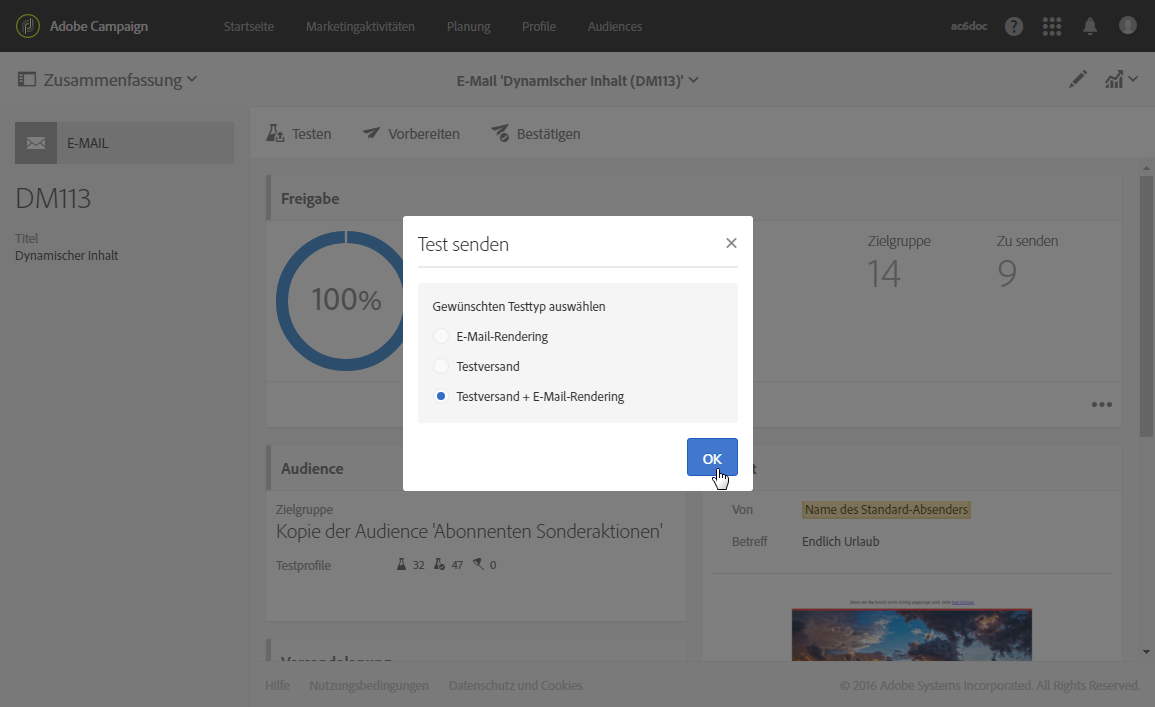 Adobe Campaign
Startseite
Marketingaktivitäten
Planung
Profile
Audiences
ac6doc
?
Zusammenfassung
E-Mail 'Dynamischer Inhalt (DM113)'
E-MAIL
DM113
Titel
Dynamischer Inhalt
Testen
Vorbereiten
Bestätigen
Freigabe
100%
Zielgruppe
14
Zu senden
9
Test senden
Gewünschten Testtyp auswählen
E-Mail-Rendering
Testversand
Testversand + E-Mail-Rendering
OK
Audience
Zielgruppe
Kopie der Audience 'Abonnenten Sonderaktionen'
Testprofile
32
47
0
Von
Name des Standard-Absenders
Betreff
Endlich Urlaub
Hilfe
Nutzungsbedingungen
Datenschutz und Cookies
© 2016 Adobe Systems Incorporated. All Rights Reserved.